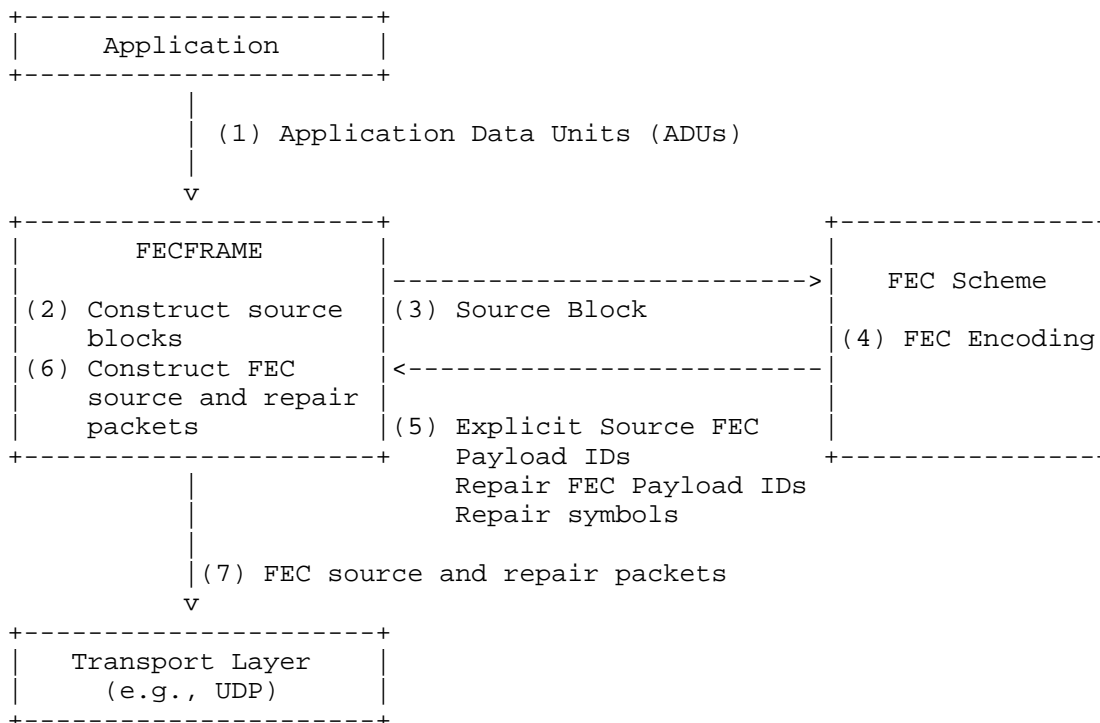 Application
(1) Application Data Units (ADUs)
FECFRAME
FEC Scheme
(2) Construct source (3) Source Block
blocks (4) FEC Encoding
(6) Construct FEC
source and repair
packets (5) Explicit Source FEC
Payload IDs
Repair FEC Payload IDs
Repair symbols
(7) FEC source and repair packets
Transport Layer
(e.g., UDP)